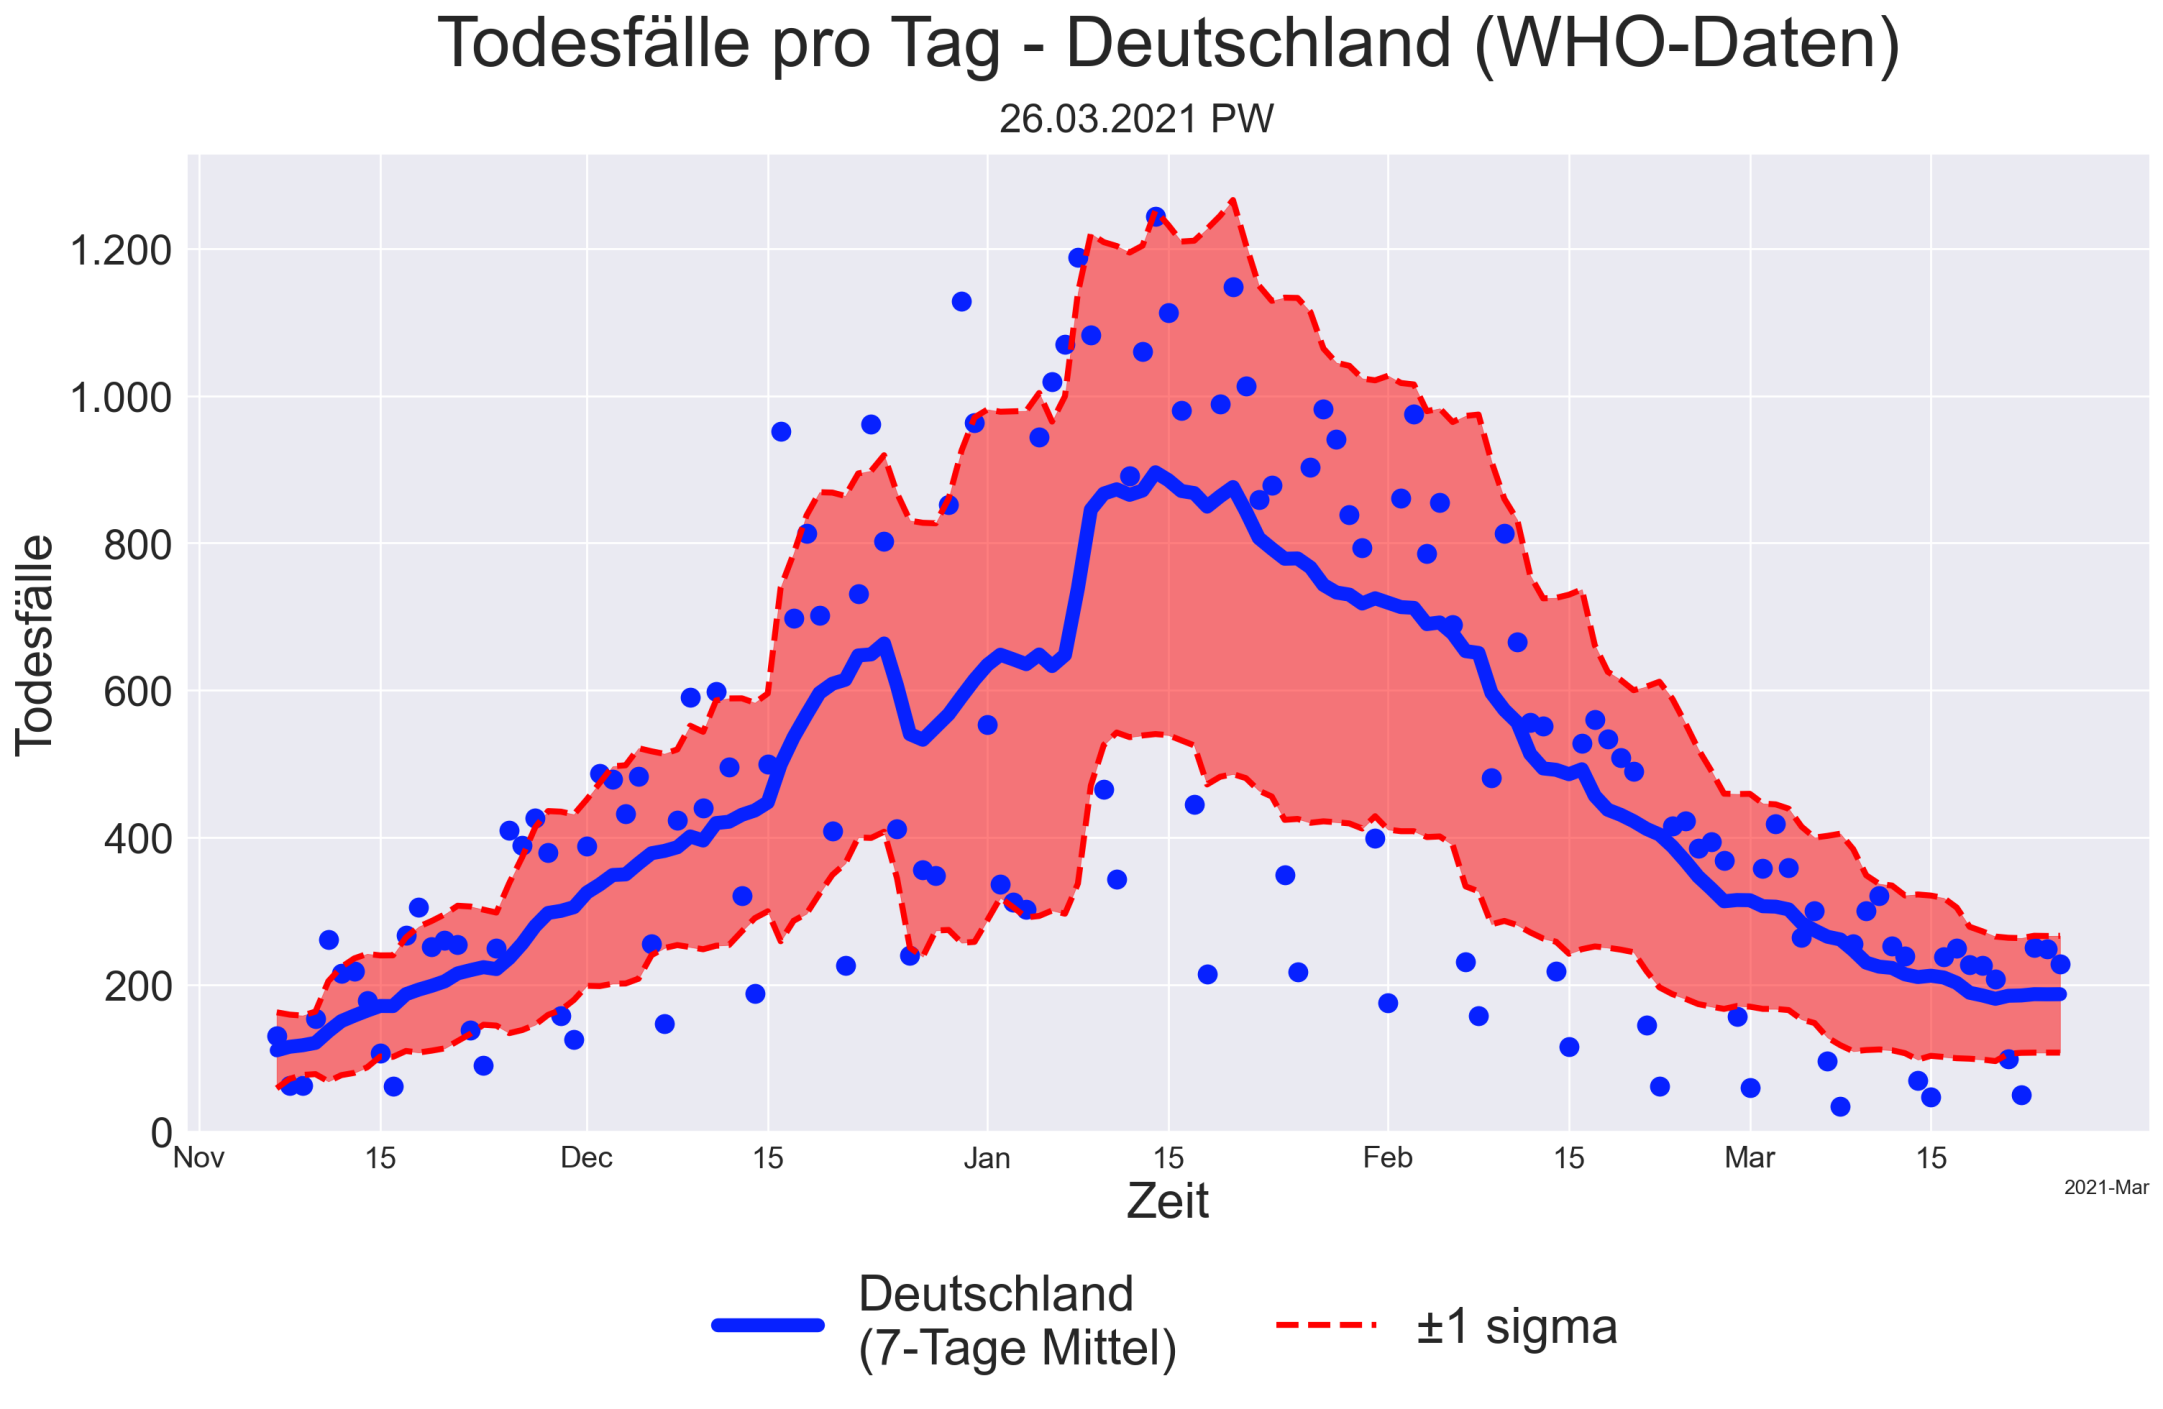 Todesfälle pro Tag - Deutschland (WHO-Daten)
26.03.2021 PW
Todesfälle
1.200
1.000
800
600
400
200
0
Nov 15 Dec 15 Jan 15 Feb 15 Mar 15
2021-Mar
Zeit
Deutschland
(7-Tage Mittel)
±1 sigma